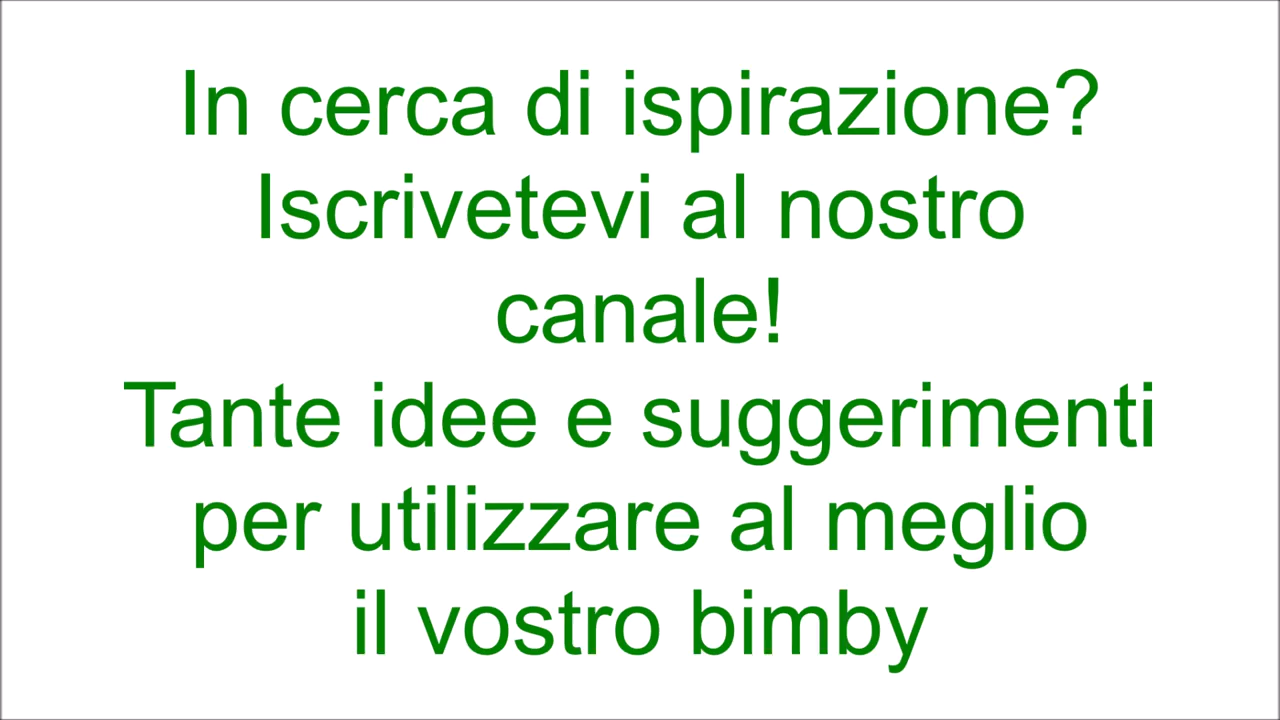 In cerca di ispirazione?
Iscrivetevi al nostro
canale!
Tante idee e suggerimenti
per utilizzare al meglio
il vostro bimby